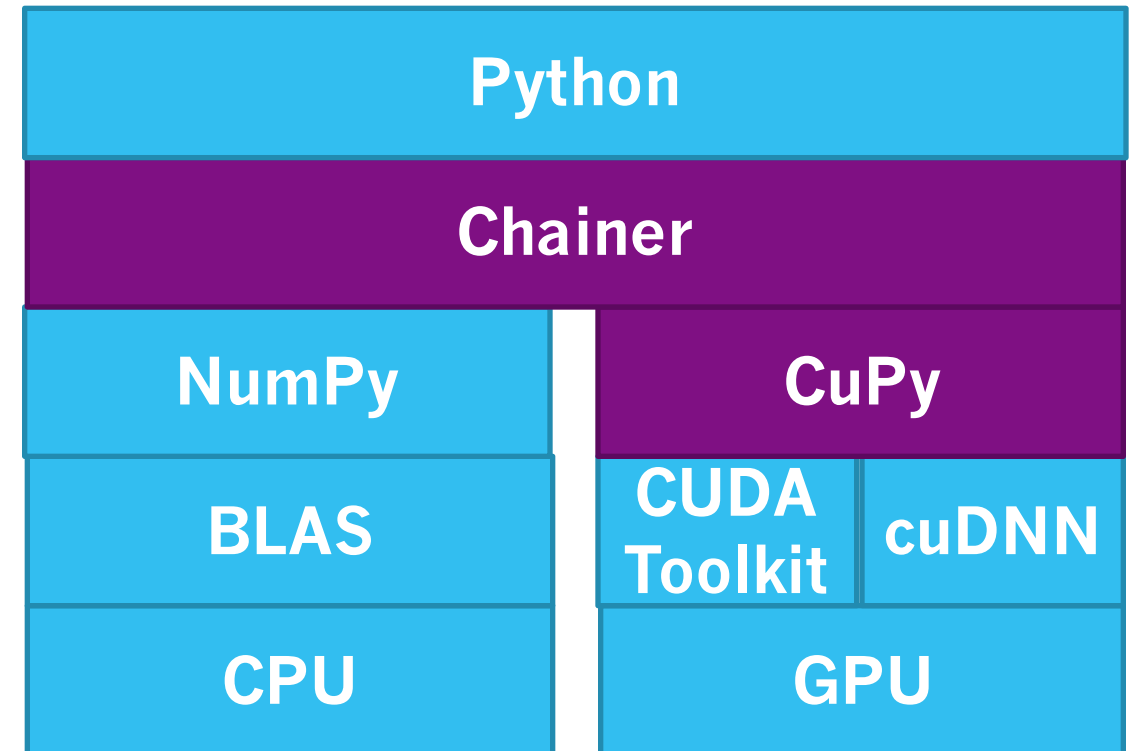 Python
Chainer
NumPy
CuPy
BLAS
CUDA
Toolkit
cuDNN
CPU
GPU